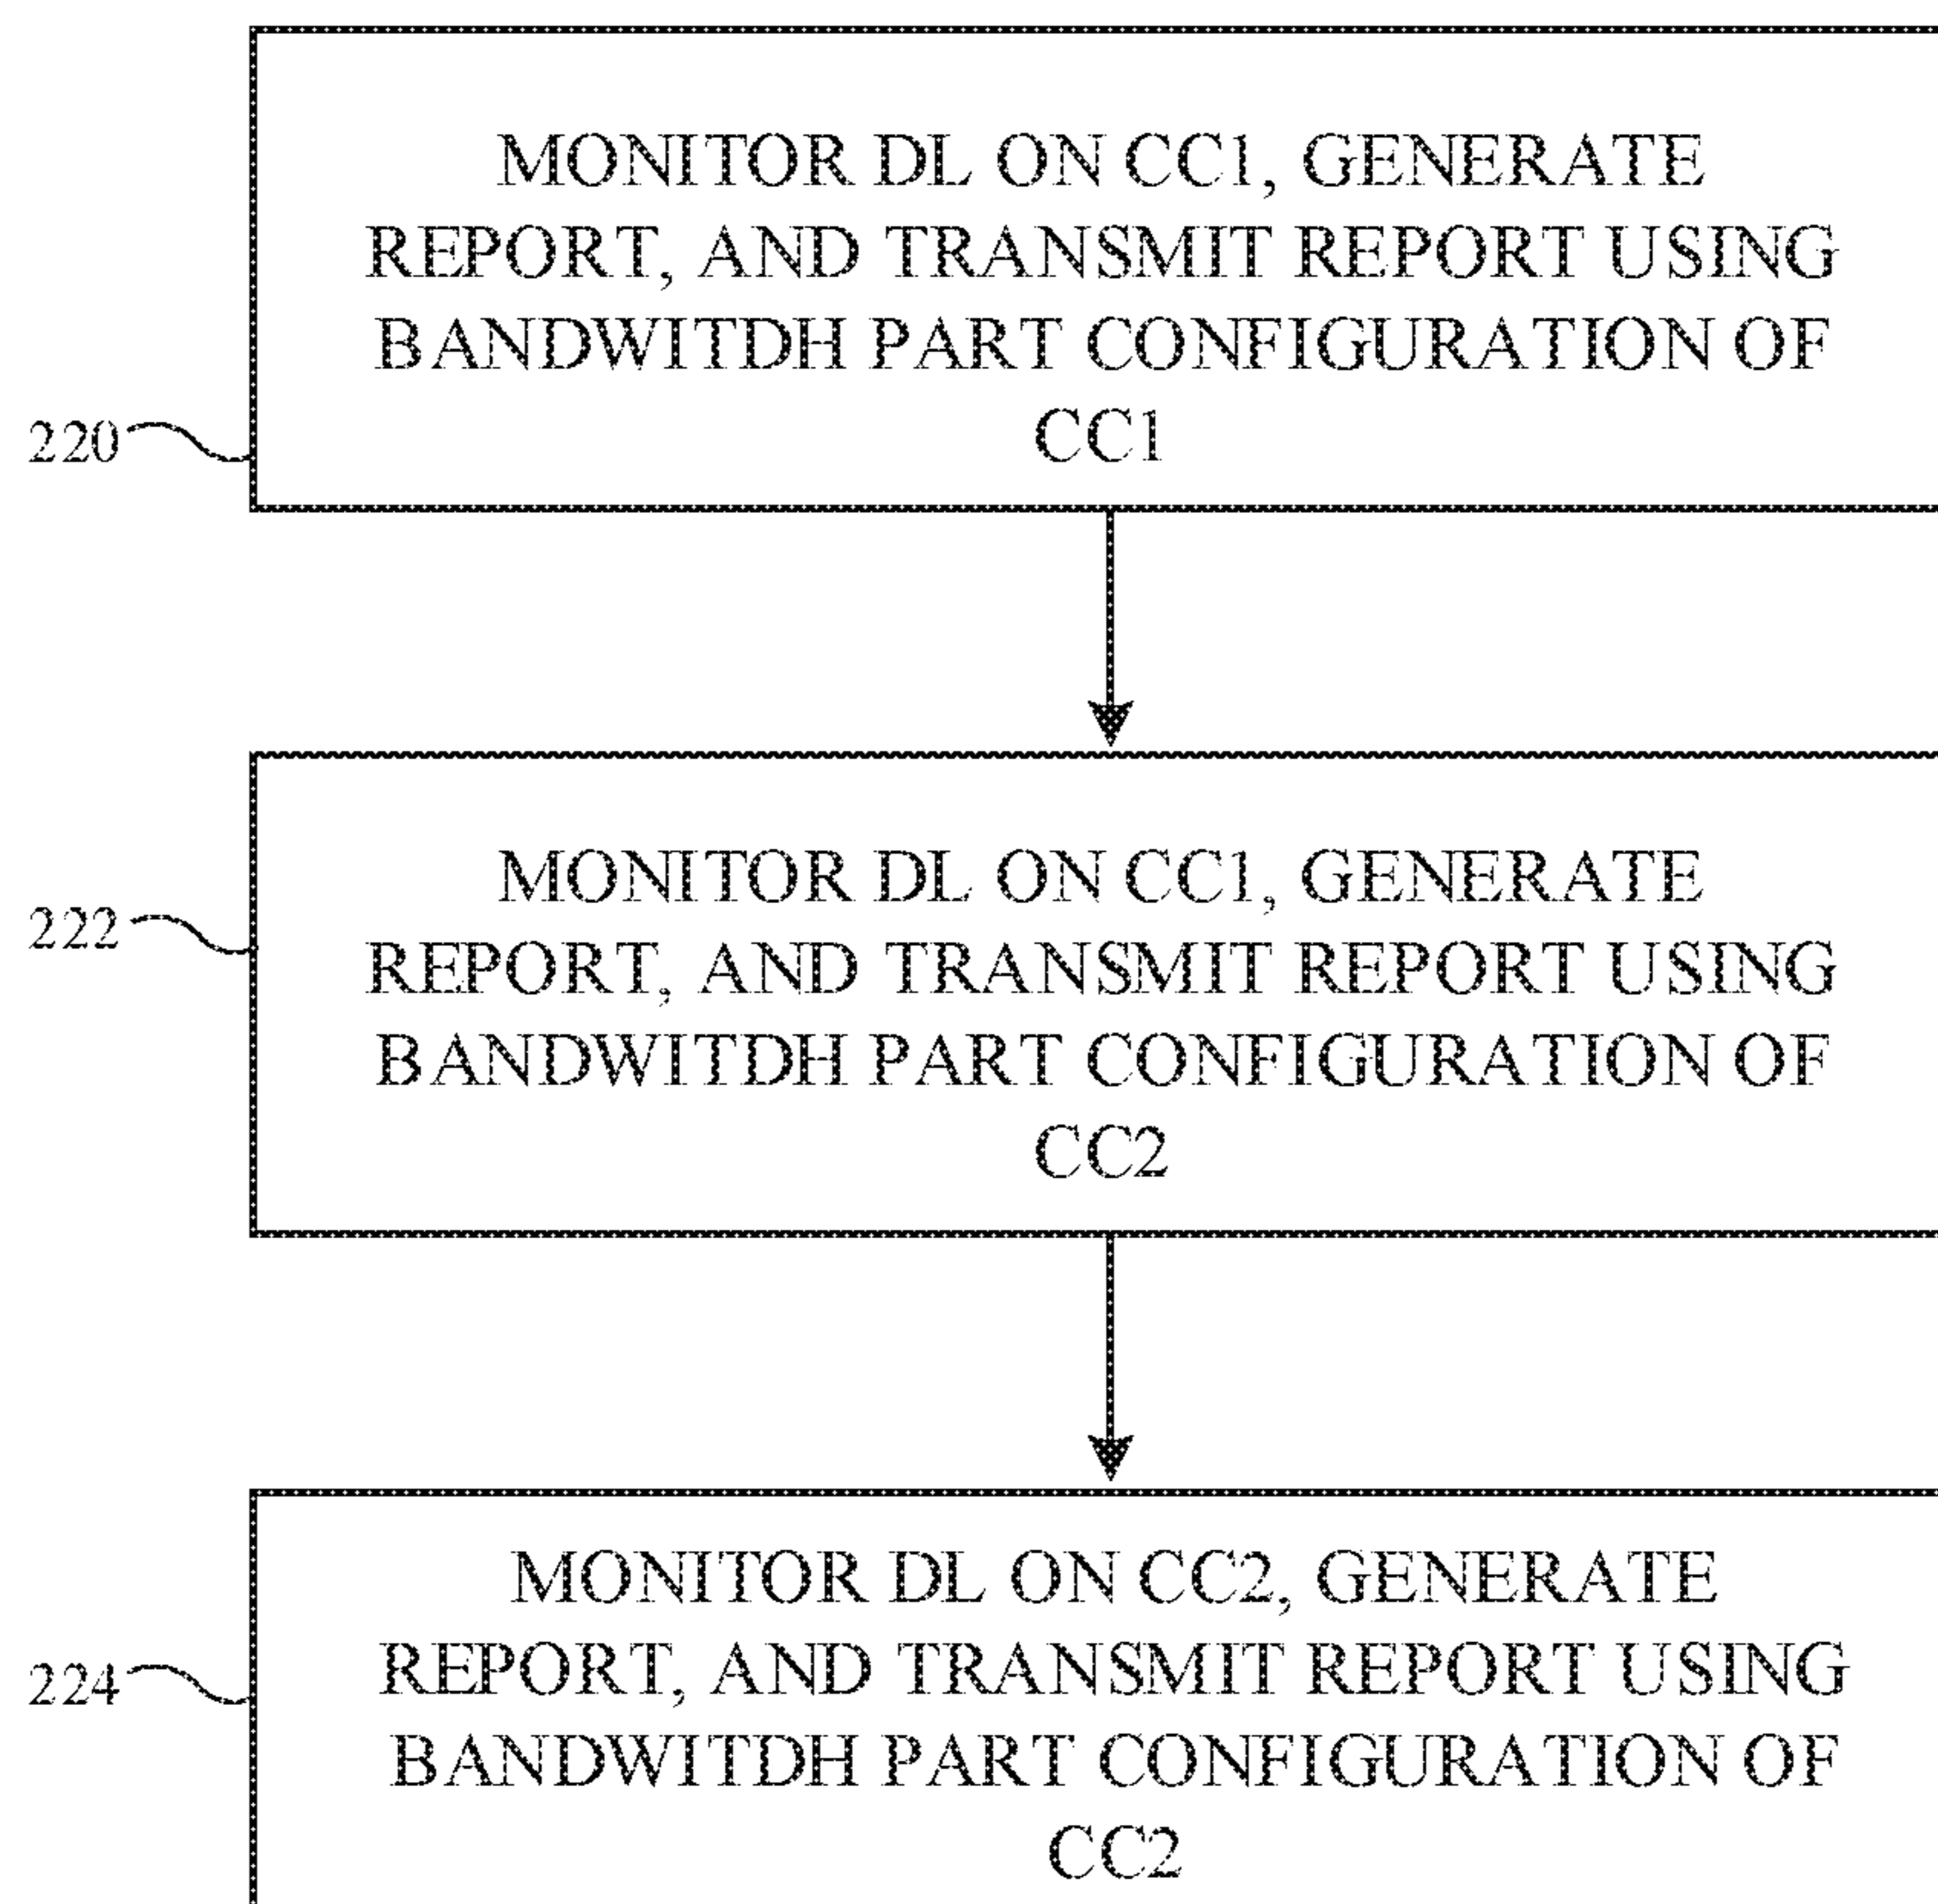 MONITOR DL ON CC1, GENERATE
REPORT, AND TRANSMIT REPORT USING
BANDWITDH PART CONFIGURATION OF
CC1
220
MONITOR DL ON CC1, GENERATE
REPORT, AND TRANSMIT REPORT USING
BANDWITDH PART CONFIGURATION OF
CC2
222
MONITOR DL ON CC2, GENERATE
REPORT, AND TRANSMIT REPORT USING
BANDWITDH PART CONFIGURATION OF
CC2
224